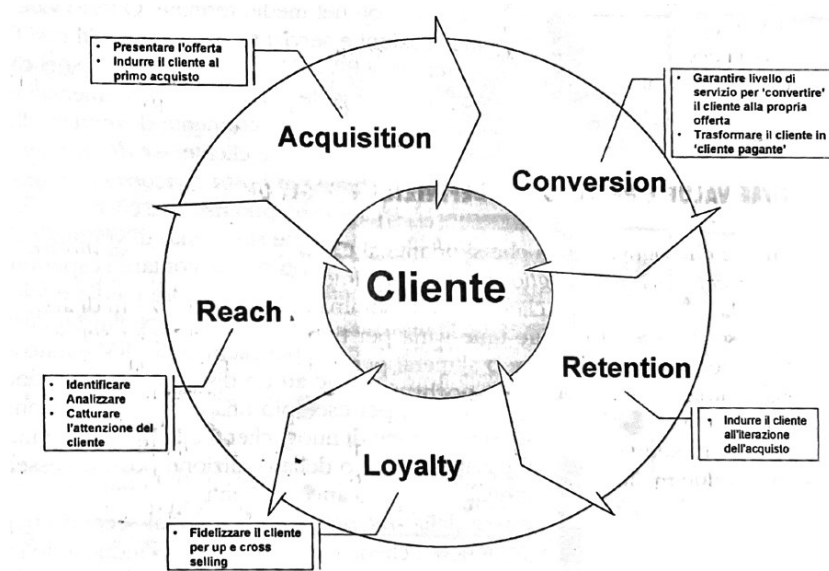 • Presentare l'offerta
• Indurre il cliente al
primo acquisto
• Garantire livello di
servizio per 'convertire'
il cliente alla propria
offerta
• Trasformare il cliente in
'cliente pagante'
Acquisition
Conversion
Cliente
Reach
Retention
• Identificare
• Analizzare
• Catturare
l'attenzione del
cliente
• Indurre il cliente
all'iterazione
dell'acquisto
Loyalty
• Fidelizzare il cliente
per up e cross
selling